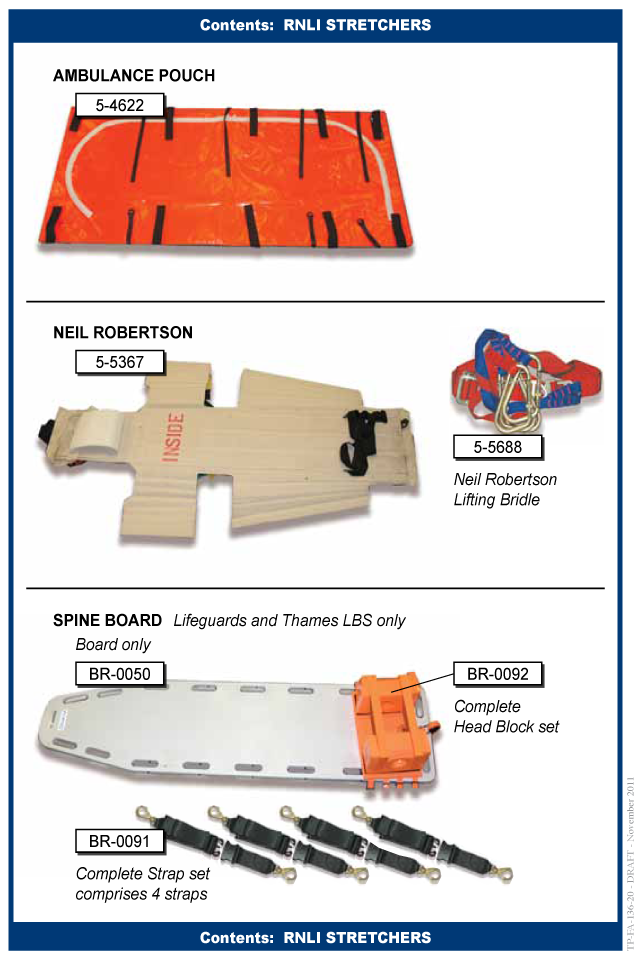 Contents: RNLI STRETCHERS
AMBULANCE POUCH
5-4622
NEIL ROBERTSON
5-5367
INSIDE
5-5688
Neil Robertson
Lifting Bridle
SPINE BOARD Lifeguards and Thames LBS only
Board only
BR-0050
BR-0092
Complete
Head Block set
BR-0091
Complete Strap set
comprises 4 straps
TP-FA-136-20 - DRAFT - November 2011
Contents: RNLI STRETCHERS